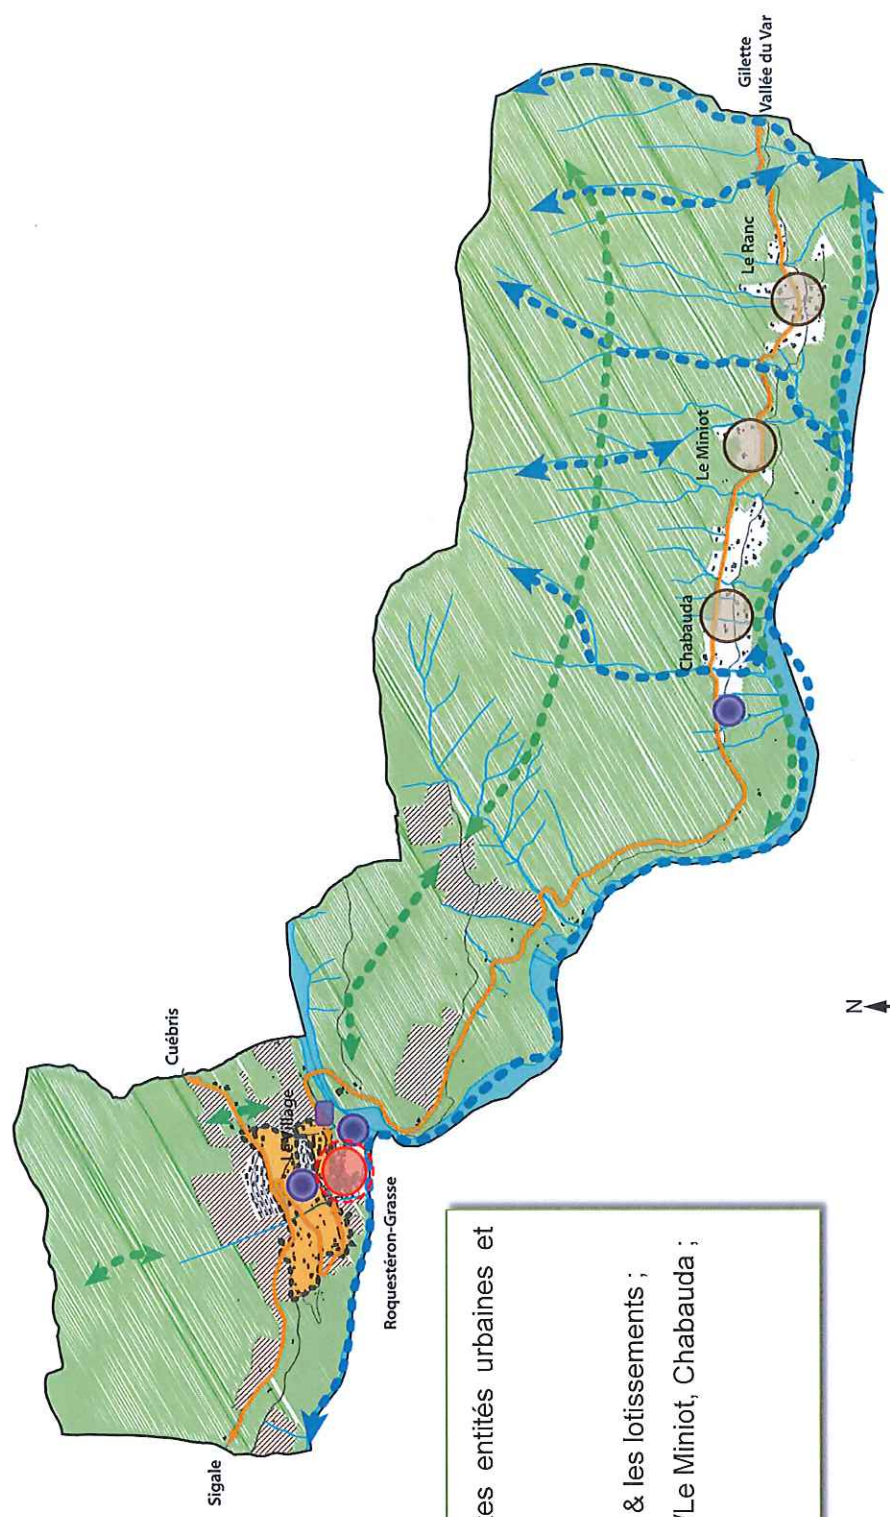 Gilette
Vallée du Var
Le Ranc
Le Miniot
Chabauda
Cuébris
Le Village
Roquestéron-Grasse
Sigale
N
entités urbaines et
& les lotissements ;
/Le Miniot, Chabauda ;